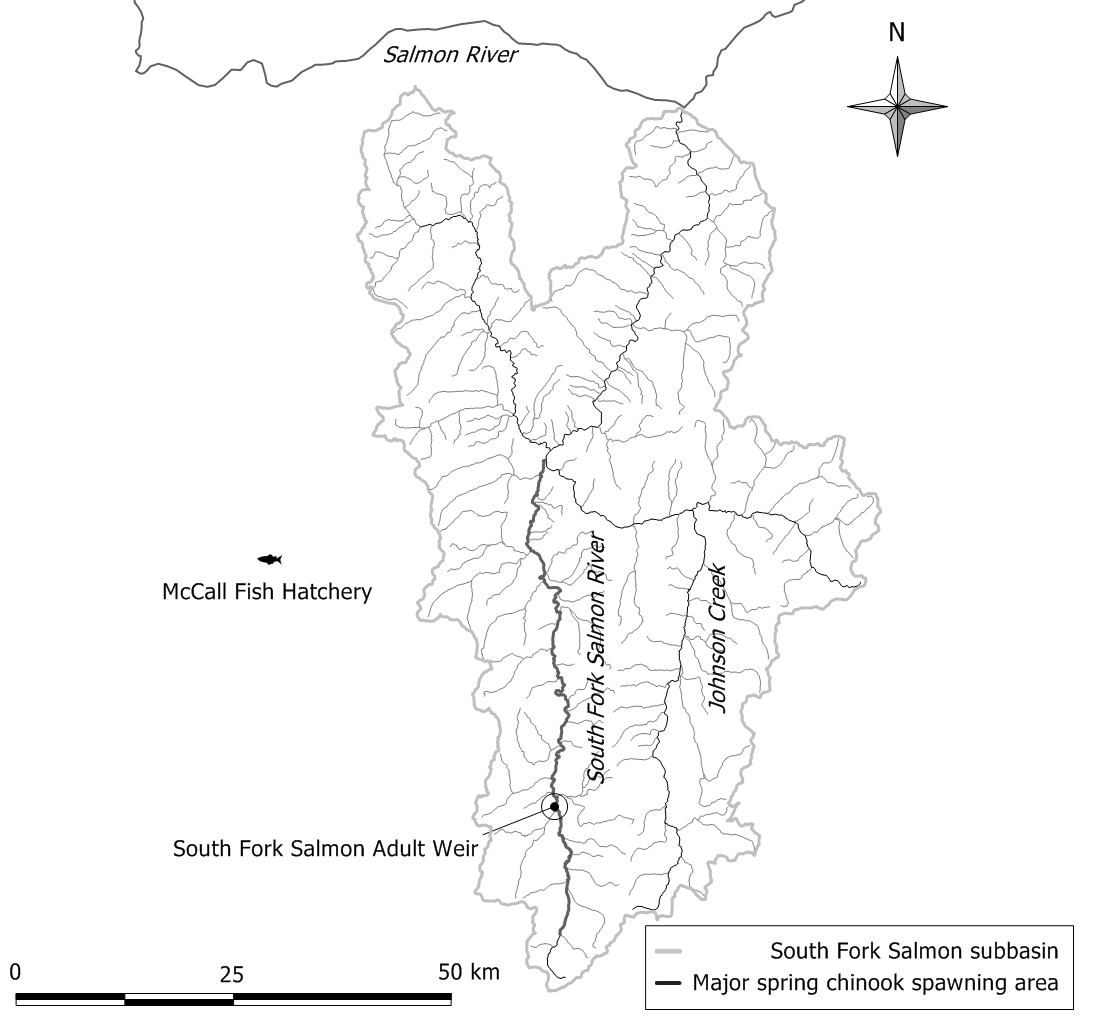 Salmon River
N
McCall Fish Hatchery
South Fork Salmon River
Johnson Creek
South Fork Salmon Adult Weir
South Fork Salmon subbasin
Major spring chinook spawning area
0 25 50 km